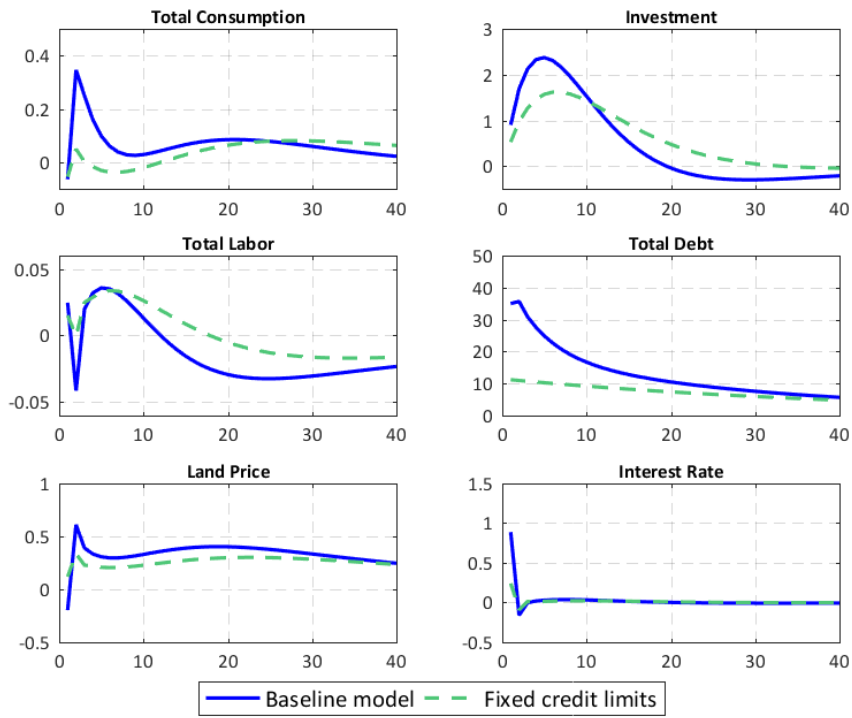 Total Consumption
0.4
0.2
0
0 10 20 30 40
Investment
3
2
1
0
0 10 20 30 40
Total Labor
0.05
0
-0.05
0 10 20 30 40
Total Debt
50
40
30
20
10
0
0 10 20 30 40
Land Price
1
0.5
0
-0.5
0 10 20 30 40
Interest Rate
1.5
1
0.5
0
-0.5
0 10 20 30 40
Baseline model Fixed credit limits